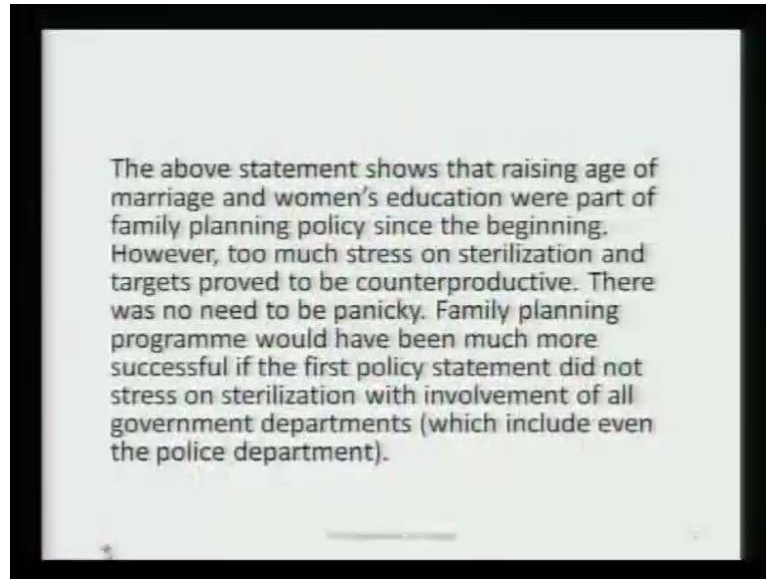 The above statement shows that raising age of
marriage and women's education were part of
family planning policy since the beginning.
However, too much stress on sterilization and
targets proved to be counterproductive. There
was no need to be panicky. Family planning
programme would have been much more
successful if the first policy statement did not
stress on sterilization with involvement of all
government departments (which include even
the police department).